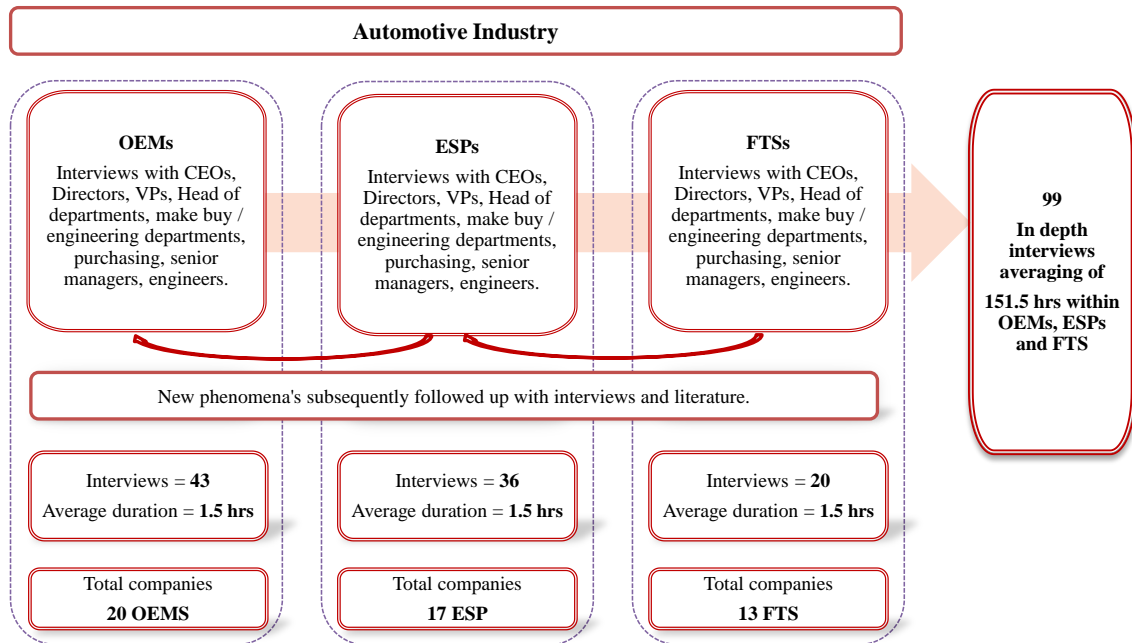 Automotive Industry
OEMs
Interviews with CEOs,
Directors, VPs, Head of
departments, make buy /
engineering departments,
purchasing, senior
managers, engineers.
ESPs
Interviews with CEOs,
Directors, VPs, Head of
departments, make buy /
engineering departments,
purchasing, senior
managers, engineers.
FTSs
Interviews with CEOs,
Directors, VPs, Head of
departments, make buy /
engineering departments,
purchasing, senior
managers, engineers.
99
In depth
interviews
averaging of
151.5 hrs within
OEMs, ESPs
and FTS
New phenomena's subsequently followed up with interviews and literature.
Interviews = 43
Average duration = 1.5 hrs
Interviews = 36
Average duration = 1.5 hrs
Interviews = 20
Average duration = 1.5 hrs
Total companies
20 OEMS
Total companies
17 ESP
Total companies
13 FTS